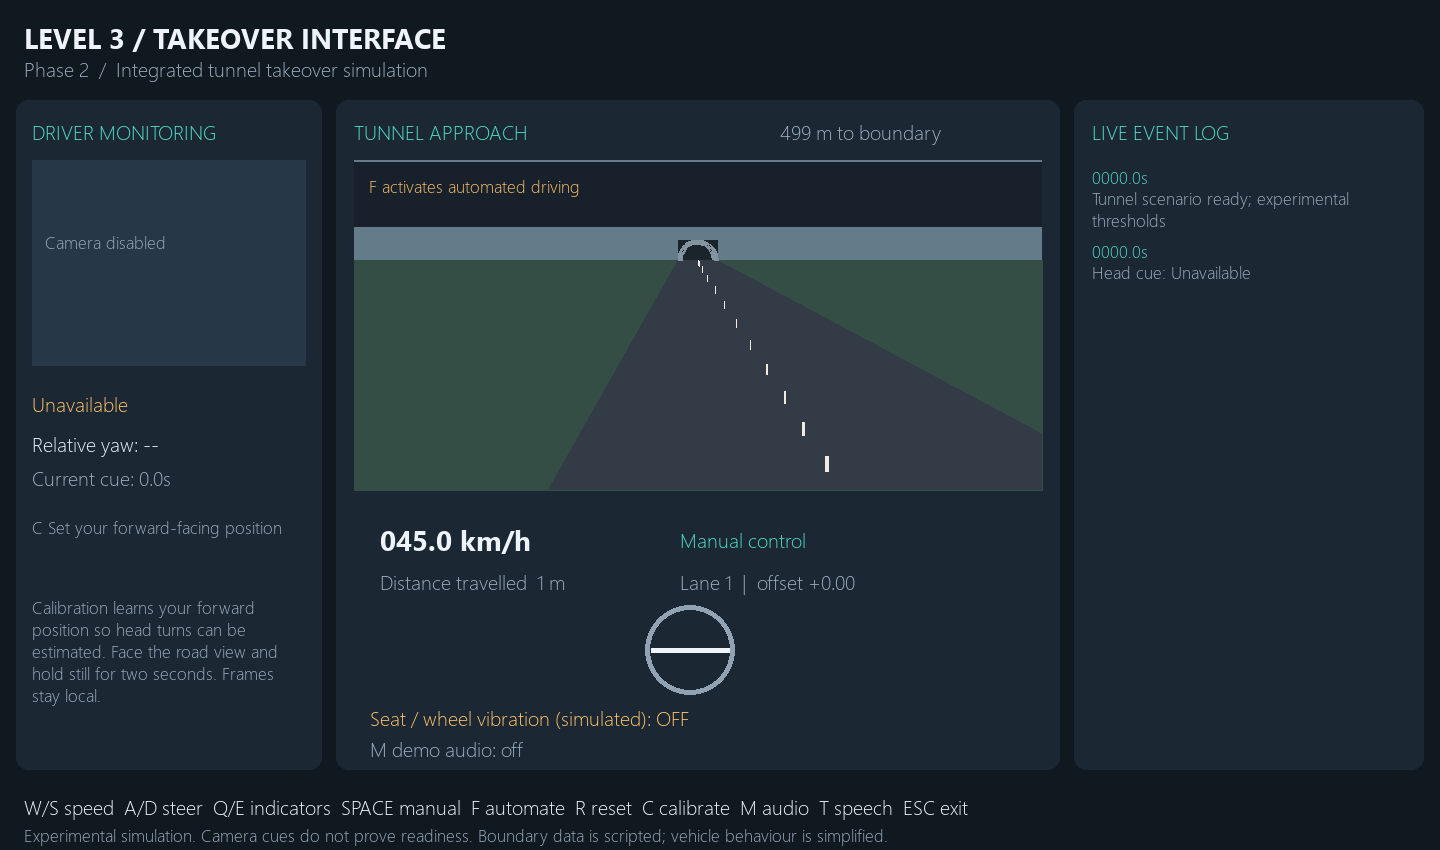 LEVEL 3 / TAKEOVER INTERFACE
Phase 2 / Integrated tunnel takeover simulation
DRIVER MONITORING
Camera disabled
Unavailable
Relative yaw: --
Current cue: 0.0s
C Set your forward-facing position
Calibration learns your forward
position so head turns can be
estimated. Face the road view and
hold still for two seconds. Frames
stay local.
TUNNEL APPROACH
499 m to boundary
F activates automated driving
045.0 km/h
Manual control
Distance travelled 1 m
Lane 1 | offset +0.00
Seat / wheel vibration (simulated): OFF
M demo audio: off
LIVE EVENT LOG
0000.0s
Tunnel scenario ready; experimental
thresholds
0000.0s
Head cue: Unavailable
W/S speed A/D steer Q/E indicators SPACE manual F automate R reset C calibrate M audio T speech ESC exit
Experimental simulation. Camera cues do not prove readiness. Boundary data is scripted; vehicle behaviour is simplified.